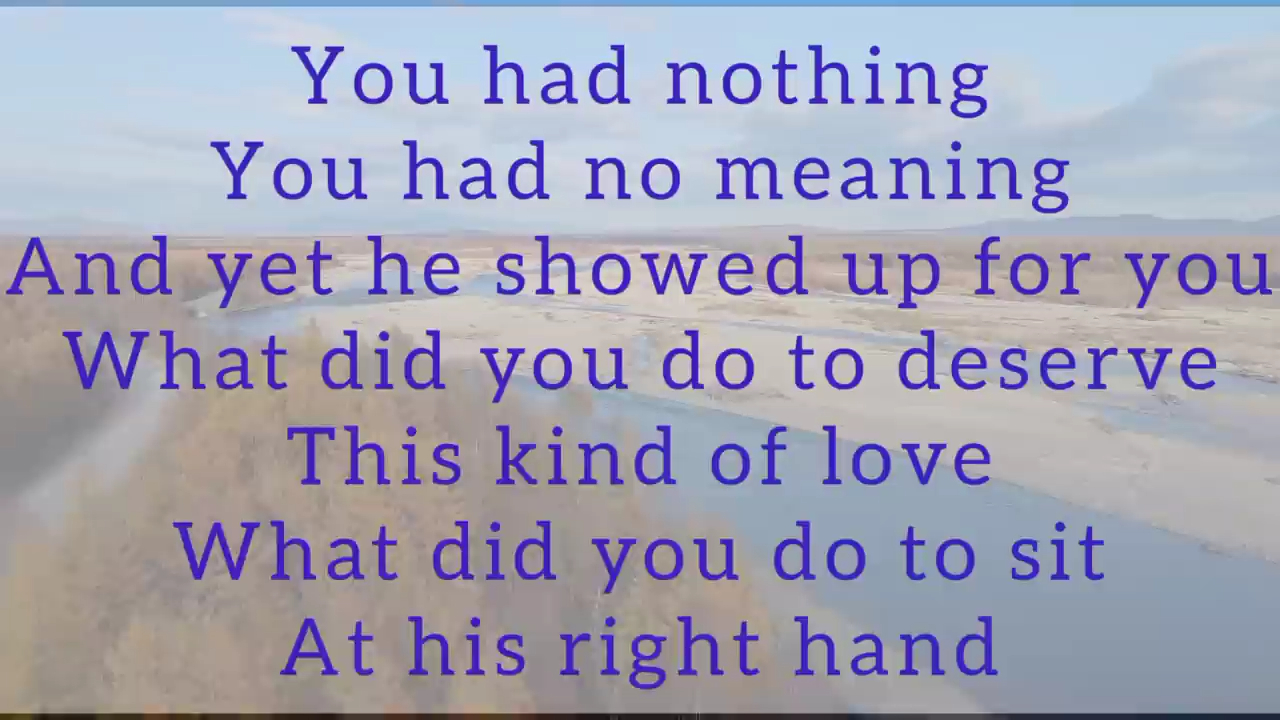 You had nothing
You had no meaning
And yet he showed up for you
What did you do to deserve
This kind of love
What did you do to sit
At his right hand